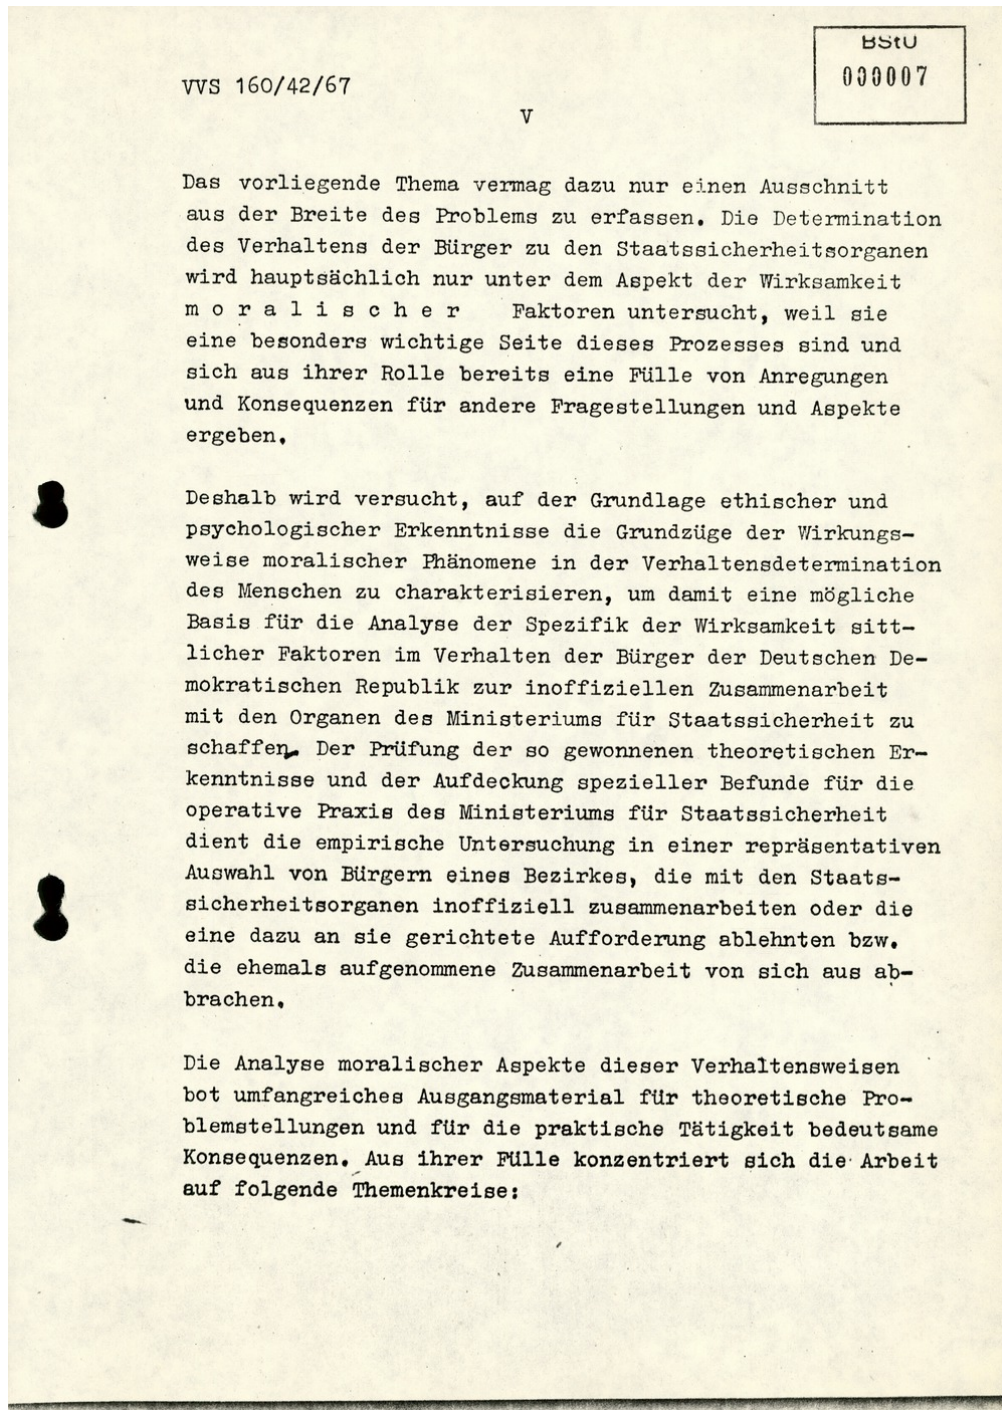 BStU
000007
VVS 160/42/67
V
Das vorliegende Thema vermag dazu nur einen Ausschnitt
aus der Breite des Problems zu erfassen. Die Determination
des Verhaltens der Bürger zu den Staatssicherheitsorganen
wird hauptsächlich nur unter dem Aspekt der Wirksamkeit
m o r a l i s c h e r Faktoren untersucht, weil sie
eine besonders wichtige Seite dieses Prozesses sind und
sich aus ihrer Rolle bereits eine Fülle von Anregungen
und Konsequenzen für andere Fragestellungen und Aspekte
ergeben.
Deshalb wird versucht, auf der Grundlage ethischer und
psychologischer Erkenntnisse die Grundzüge der Wirkungs-
weise moralischer Phänomene in der Verhaltensdetermination
des Menschen zu charakterisieren, um damit eine mögliche
Basis für die Analyse der Spezifik der Wirksamkeit sitt-
licher Faktoren im Verhalten der Bürger der Deutschen De-
mokratischen Republik zur inoffiziellen Zusammenarbeit
mit den Organen des Ministeriums für Staatssicherheit zu
schaffen. Der Prüfung der so gewonnenen theoretischen Er-
kenntnisse und der Aufdeckung spezieller Befunde für die
operative Praxis des Ministeriums für Staatssicherheit
dient die empirische Untersuchung in einer repräsentativen
Auswahl von Bürgern eines Bezirkes, die mit den Staats-
sicherheitsorganen inoffiziell zusammenarbeiten oder die
eine dazu an sie gerichtete Aufforderung ablehnten bzw.
die ehemals aufgenommene Zusammenarbeit von sich aus ab-
brachen.
Die Analyse moralischer Aspekte dieser Verhaltensweisen
bot umfangreiches Ausgangsmaterial für theoretische Pro-
blemstellungen und für die praktische Tätigkeit bedeutsame
Konsequenzen. Aus ihrer Fülle konzentriert sich die Arbeit
auf folgende Themenkreise: